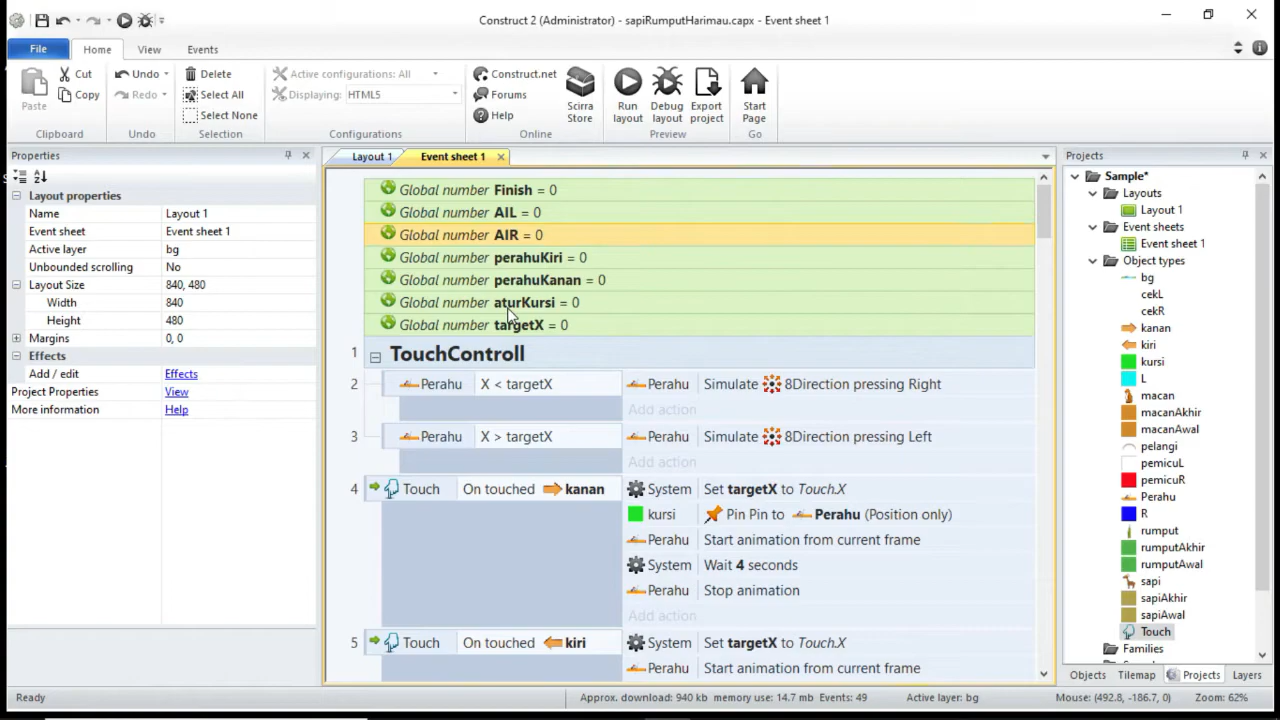 Construct 2 (Administrator) - sapiRumputHarimau.capx - Event sheet 1
File Home View Events
Paste Cut Copy
Clipboard
Undo Redo
Undo
Delete Select All Select None
Selection
Active configurations: All
Displaying: HTML5
Configurations
Construct.net Forums Help
Scirra Store
Online
Run layout Debug layout Export project
Preview
Start Page
Go
Properties
Layout properties
Name Layout 1
Event sheet Event sheet 1
Active layer bg
Unbounded scrolling No
Layout Size 840, 480
Width 840
Height 480
Margins 0, 0
Effects
Add / edit Effects
Project Properties View
More information Help
Layout 1 Event sheet 1
Global number Finish = 0
Global number AIL = 0
Global number AIR = 0
Global number perahuKiri = 0
Global number perahuKanan = 0
Global number aturKursi = 0
Global number targetX = 0
1 TouchControll
2 Perahu X < targetX Perahu Simulate 8Direction pressing Right
Add action
3 Perahu X > targetX Perahu Simulate 8Direction pressing Left
Add action
4 Touch On touched kanan System Set targetX to Touch.X
kursi Pin Pin to Perahu (Position only)
Perahu Start animation from current frame
System Wait 4 seconds
Perahu Stop animation
Add action
5 Touch On touched kiri System Set targetX to Touch.X
Perahu Start animation from current frame
Projects
Sample*
Layouts
Layout 1
Event sheets
Event sheet 1
Object types
bg
cekL
cekR
kanan
kiri
kursi
L
macan
macanAkhir
macanAwal
pelangi
pemicuL
pemicuR
Perahu
R
rumput
rumputAkhir
rumputAwal
sapi
sapiAkhir
sapiAwal
Touch
Families
Objects Tilemap Projects Layers
Ready Approx. download: 940 kb memory use: 14.7 mb Events: 49 Active layer: bg Mouse: (492.8, -186.7, 0) Zoom: 62%